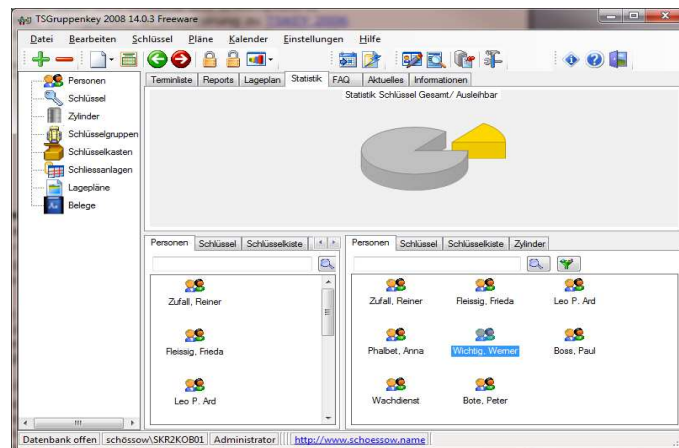 TSGruppenkey 2008 14.0.3 Freeware
Datei Bearbeiten Schlüssel Pläne Kalender Einstellungen Hilfe
Personen
Schlüssel
Zylinder
Schlüsselgruppen
Schlüsselkasten
Schliessanlagen
Lagepläne
Belege
Terminliste Reports Lageplan Statistik FAQ Aktuelles Informationen
Statistik Schlüssel Gesamt/ Ausleihbar
Personen Schlüssel Schlüsselkiste
Zufall, Reiner
Fleissig, Frieda
Leo P. Ard
Personen Schlüssel Schlüsselkiste Zylinder
Zufall, Reiner Fleissig, Frieda Leo P. Ard
Phalbet, Anna Wichtig, Werner Boss, Paul
Wachdienst Bote, Peter
Datenbank offen schössow\SKR2KOB01 Administrator http://www.schoessow.name